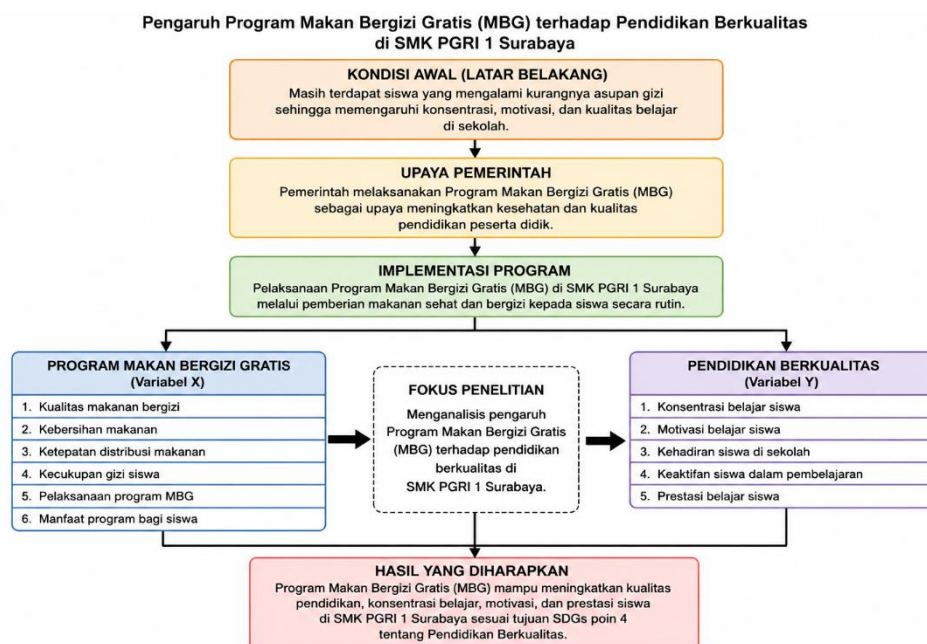 Pengaruh Program Makan Bergizi Gratis (MBG) terhadap Pendidikan Berkualitas
di SMK PGRI 1 Surabaya
KONDISI AWAL (LATAR BELAKANG)
Masih terdapat siswa yang mengalami kurangnya asupan gizi
sehingga memengaruhi konsentrasi, motivasi, dan kualitas belajar
di sekolah.
UPAYA PEMERINTAH
Pemerintah melaksanakan Program Makan Bergizi Gratis (MBG)
sebagai upaya meningkatkan kesehatan dan kualitas
pendidikan peserta didik.
IMPLEMENTASI PROGRAM
Pelaksanaan Program Makan Bergizi Gratis (MBG) di SMK PGRI 1 Surabaya
melalui pemberian makanan sehat dan bergizi kepada siswa secara rutin.
PROGRAM MAKAN BERGIZI GRATIS
(Variabel X)
1. Kualitas makanan bergizi
2. Kebersihan makanan
3. Ketepatan distribusi makanan
4. Kecukupan gizi siswa
5. Pelaksanaan program MBG
6. Manfaat program bagi siswa
FOKUS PENELITIAN
Menganalisis pengaruh
Program Makan Bergizi Gratis
(MBG) terhadap pendidikan
berkualitas di
SMK PGRI 1 Surabaya.
PENDIDIKAN BERKUALITAS
(Variabel Y)
1. Konsentrasi belajar siswa
2. Motivasi belajar siswa
3. Kehadiran siswa di sekolah
4. Keaktifan siswa dalam pembelajaran
5. Prestasi belajar siswa
HASIL YANG DIHARAPKAN
Program Makan Bergizi Gratis (MBG) mampu meningkatkan kualitas
pendidikan, konsentrasi belajar, motivasi, dan prestasi siswa
di SMK PGRI 1 Surabaya sesuai tujuan SDGs poin 4
tentang Pendidikan Berkualitas.